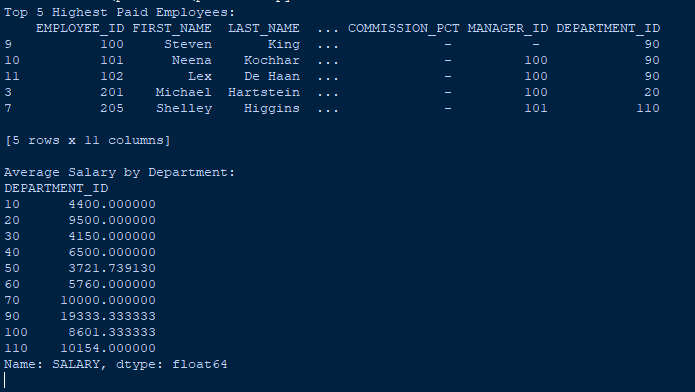 Top 5 Highest Paid Employees:
EMPLOYEE_ID FIRST_NAME LAST_NAME ... COMMISSION_PCT MANAGER_ID DEPARTMENT_ID
9 100 Steven King ... - - 90
10 101 Neena Kochhar ... - 100 90
11 102 Lex De Haan ... - 100 90
3 201 Michael Hartstein ... - 100 20
7 205 Shelley Higgins ... - 101 110
[5 rows x 11 columns]
Average Salary by Department:
DEPARTMENT_ID
10 4400.000000
20 9500.000000
30 4150.000000
40 6500.000000
50 3721.739130
60 5760.000000
70 10000.000000
90 19333.333333
100 8601.333333
110 10154.000000
Name: SALARY, dtype: float64